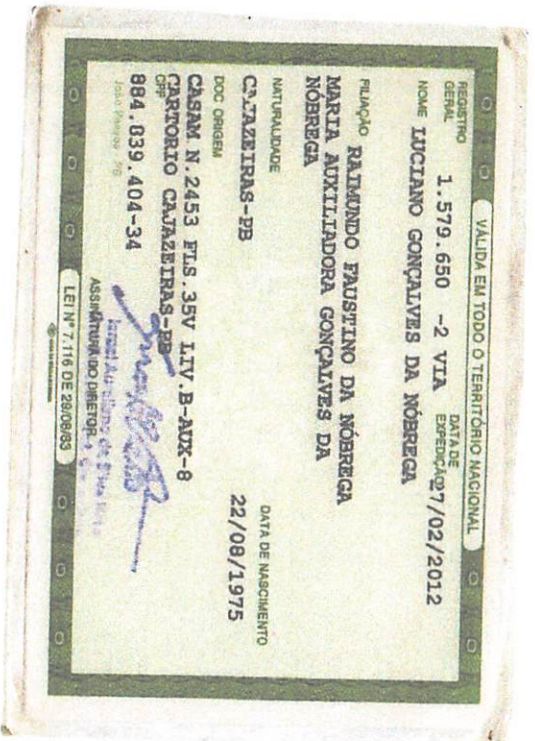 VÁLIDA EM TODO O TERRITÓRIO NACIONAL
REGISTRO GERAL 1.579.650 -2 VIA DATA DE EXPEDIÇÃO 27/02/2012
NOME LUCIANO GONÇALVES DA NÓBREGA
FILIAÇÃO RAIMUNDO FAUSTINO DA NÓBREGA
MARIA AUXILIADORA GONÇALVES DA
NÓBREGA
NATURALIDADE DATA DE NASCIMENTO
CAJAZEIRAS-PB 22/08/1975
DOC ORIGEM
CASAM N.2453 FLS.35V LIV.B-AUX-8
CARTORIO CAJAZEIRAS-PB
CPF
884.039.404-34
João Pessoa PB
ASSINATURA DO DIRETOR
LEI Nº 7.116 DE 29/08/83